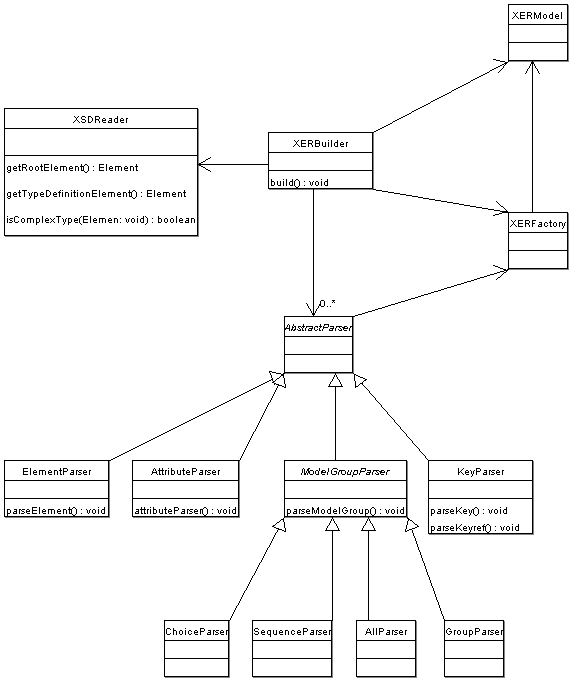 XERModel
XSDReader
getRootElement() : Element
getTypeDefinitionElement() : Element
isComplexType(Elemen: void) : boolean
XERBuilder
build() : void
XERFactory
0..*
AbstractParser
ElementParser
parseElement() : void
AttributeParser
attributeParser() : void
ModelGroupParser
parseModelGroup() : void
KeyParser
parseKey() : void
parseKeyref() : void
ChoiceParser
SequenceParser
AllParser
GroupParser